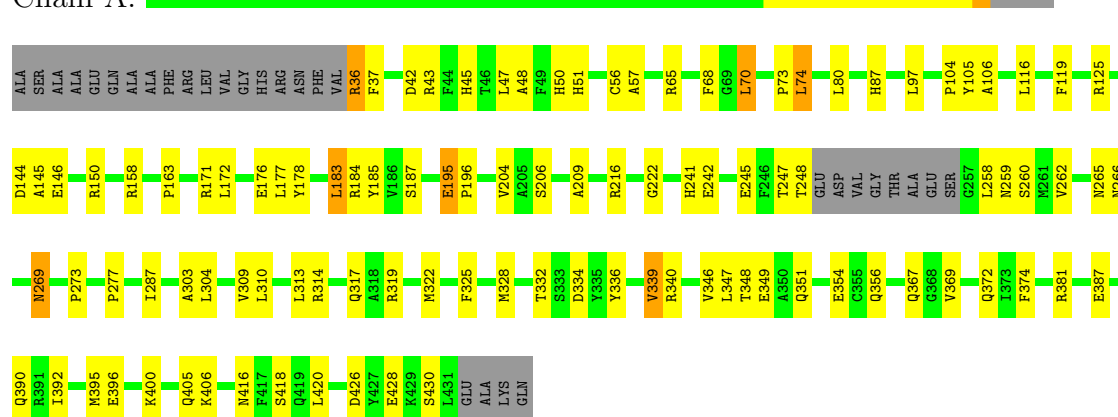 Chain A:
ALA SER ALA ALA GLU GLN ALA ALA PHE ARG LEU VAL GLY HIS ARG ASN PHE VAL R36 F37 D42 R43 F44 H45 T46 L47 A48 F49 H50 H51 C56 A57 R65 F68 G69 L70 P73 L74 L80 H87 L97 P104 Y105 A106 L116 F119 R125
D144 A145 E146 R150 R158 P163 R171 L172 E176 L177 Y178 L183 R184 Y185 V186 S187 E195 P196 V204 A205 S206 A209 R216 G222 H241 E242 E245 F246 T247 T248 GLU ASP VAL GLY THR ALA GLU SER G257 L258 N259 S260 M261 V262 N265 N266
N269 P273 P277 I287 A303 L304 V309 L310 L313 R314 Q317 A318 R319 M322 F325 M328 T332 S333 D334 Y335 Y336 V339 R340 V346 L347 T348 E349 A350 Q351 E354 C355 Q356 Q367 G368 V369 Q372 I373 F374 R381 E387
Q390 R391 I392 M395 E396 K400 Q405 K406 N416 F417 S418 Q419 L420 D426 Y427 E428 K429 S430 L431 GLU ALA LYS GLN